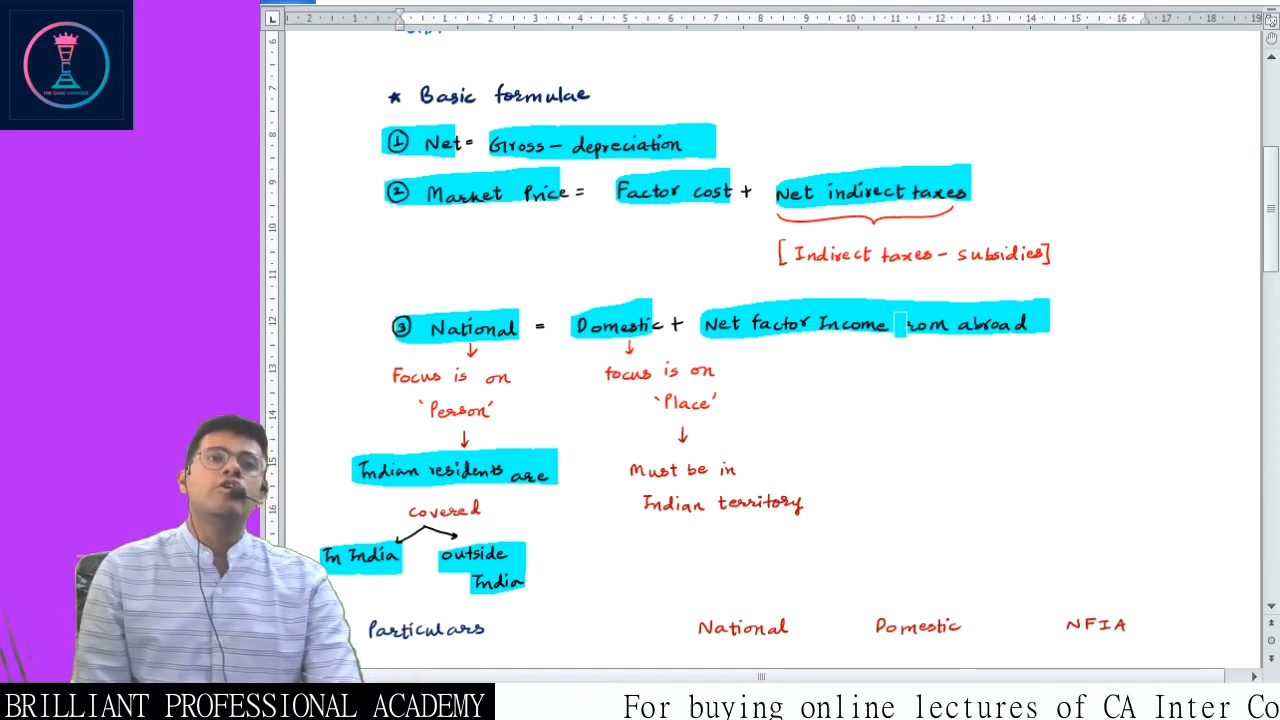 THE GAME CHANGER
* Basic formulae
① Net = Gross - depreciation
② Market Price = Factor cost + Net indirect taxes
[Indirect taxes - subsidies]
③ National = Domestic + Net factor Income from abroad
Focus is on focus is on
'Person' 'Place'
Indian residents are Must be in
covered Indian territory
In India outside
India
Particulars National Domestic NFIA
BRILLIANT PROFESSIONAL ACADEMY For buying online lectures of CA Inter Co